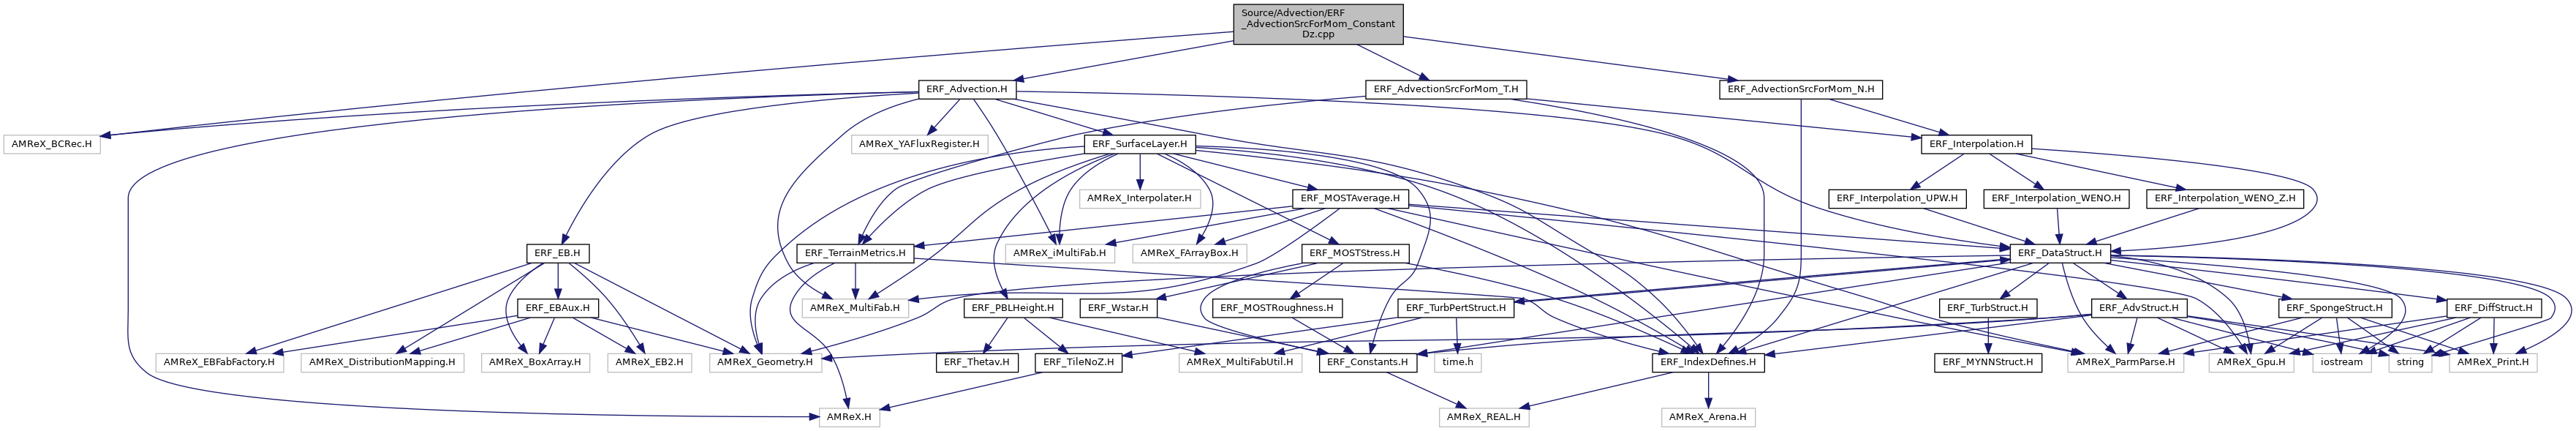 Source/Advection/ERF
_AdvectionSrcForMom_Constant
Dz.cpp
ERF_Advection.H
ERF_AdvectionSrcForMom_T.H
ERF_AdvectionSrcForMom_N.H
AMReX_BCRec.H
AMReX_YAFluxRegister.H
ERF_SurfaceLayer.H
ERF_Interpolation.H
AMReX_Interpolater.H
ERF_MOSTAverage.H
ERF_Interpolation_UPW.H
ERF_Interpolation_WENO.H
ERF_Interpolation_WENO_Z.H
ERF_EB.H
ERF_TerrainMetrics.H
AMReX_iMultiFab.H
AMReX_FArrayBox.H
ERF_MOSTStress.H
ERF_DataStruct.H
ERF_EBAux.H
AMReX_MultiFab.H
ERF_PBLHeight.H
ERF_Wstar.H
ERF_MOSTRoughness.H
ERF_TurbPertStruct.H
ERF_TurbStruct.H
ERF_AdvStruct.H
ERF_SpongeStruct.H
ERF_DiffStruct.H
AMReX_EBFabFactory.H
AMReX_DistributionMapping.H
AMReX_BoxArray.H
AMReX_EB2.H
AMReX_Geometry.H
ERF_Thetav.H
ERF_TileNoZ.H
AMReX_MultiFabUtil.H
ERF_Constants.H
time.h
ERF_IndexDefines.H
ERF_MYNNStruct.H
AMReX_ParmParse.H
AMReX_Gpu.H
iostream
string
AMReX_Print.H
AMReX.H
AMReX_REAL.H
AMReX_Arena.H